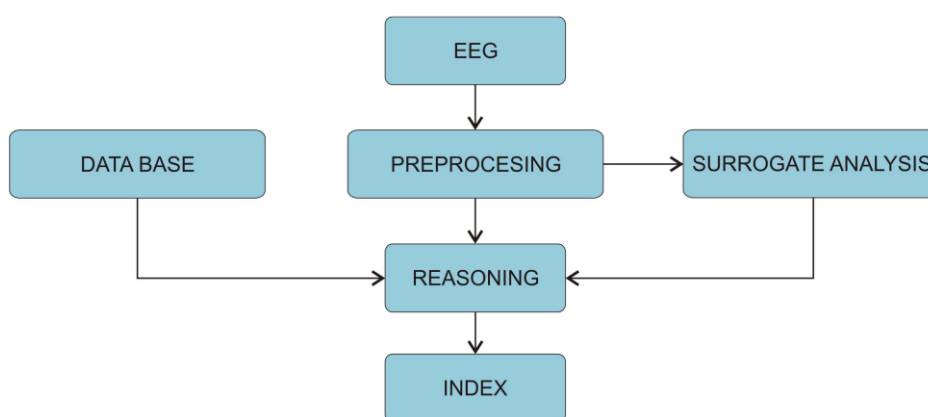 EEG
DATA BASE
PREPROCESING
SURROGATE ANALYSIS
REASONING
INDEX